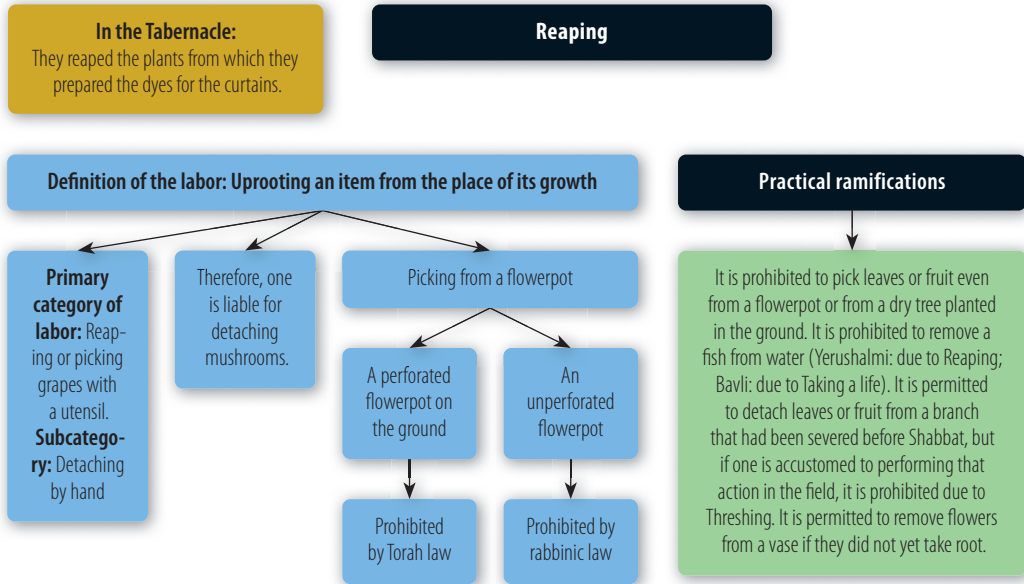 In the Tabernacle:
They reaped the plants from which they
prepared the dyes for the curtains.
Reaping
Definition of the labor: Uprooting an item from the place of its growth
Primary
category of
labor: Reap-
ing or picking
grapes with
a utensil.
Subcatego-
ry: Detaching
by hand
Therefore, one
is liable for
detaching
mushrooms.
Picking from a flowerpot
A perforated
flowerpot on
the ground
Prohibited
by Torah law
An
unperforated
flowerpot
Prohibited by
rabbinic law
Practical ramifications
It is prohibited to pick leaves or fruit even
from a flowerpot or from a dry tree planted
in the ground. It is prohibited to remove a
fish from water (Yerushalmi: due to Reaping;
Bavli: due to Taking a life). It is permitted
to detach leaves or fruit from a branch
that had been severed before Shabbat, but
if one is accustomed to performing that
action in the field, it is prohibited due to
Threshing. It is permitted to remove flowers
from a vase if they did not yet take root.